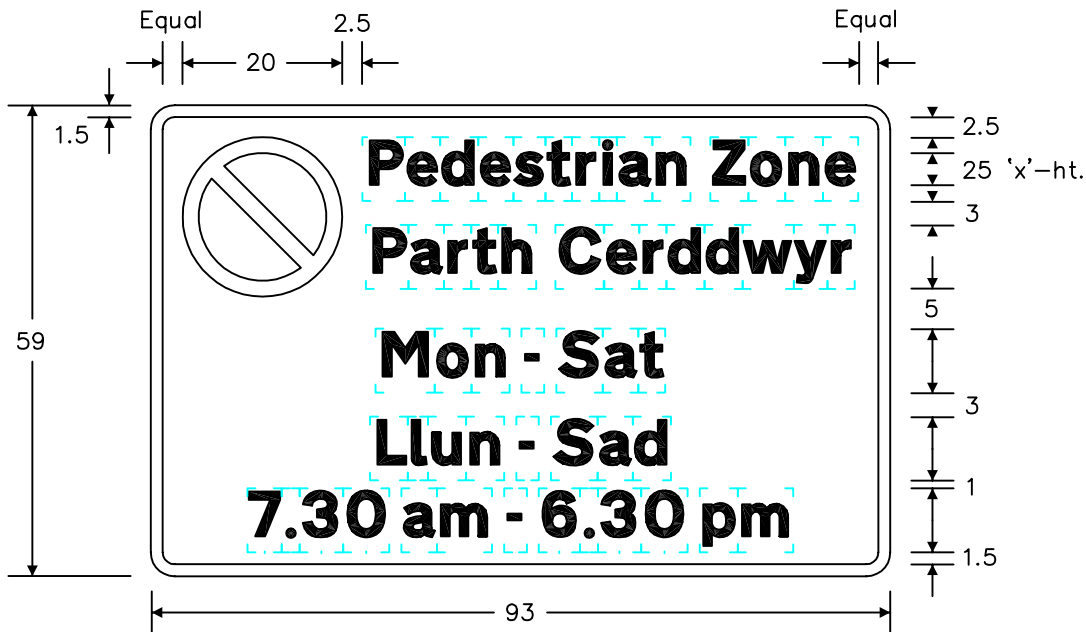 Equal
2.5
Equal
20
1.5
2.5
Pedestrian Zone
25 'x'-ht.
3
Parth Cerddwyr
5
59
Mon - Sat
3
Llun - Sad
1
7.30 am - 6.30 pm
1.5
93